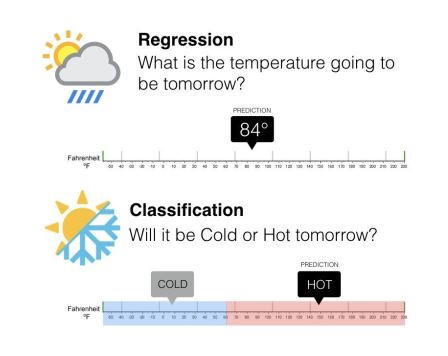 Regression
What is the temperature going to
be tomorrow?
PREDICTION
84°
Fahrenheit
°F
Classification
Will it be Cold or Hot tomorrow?
PREDICTION
COLD
HOT
Fahrenheit
°F